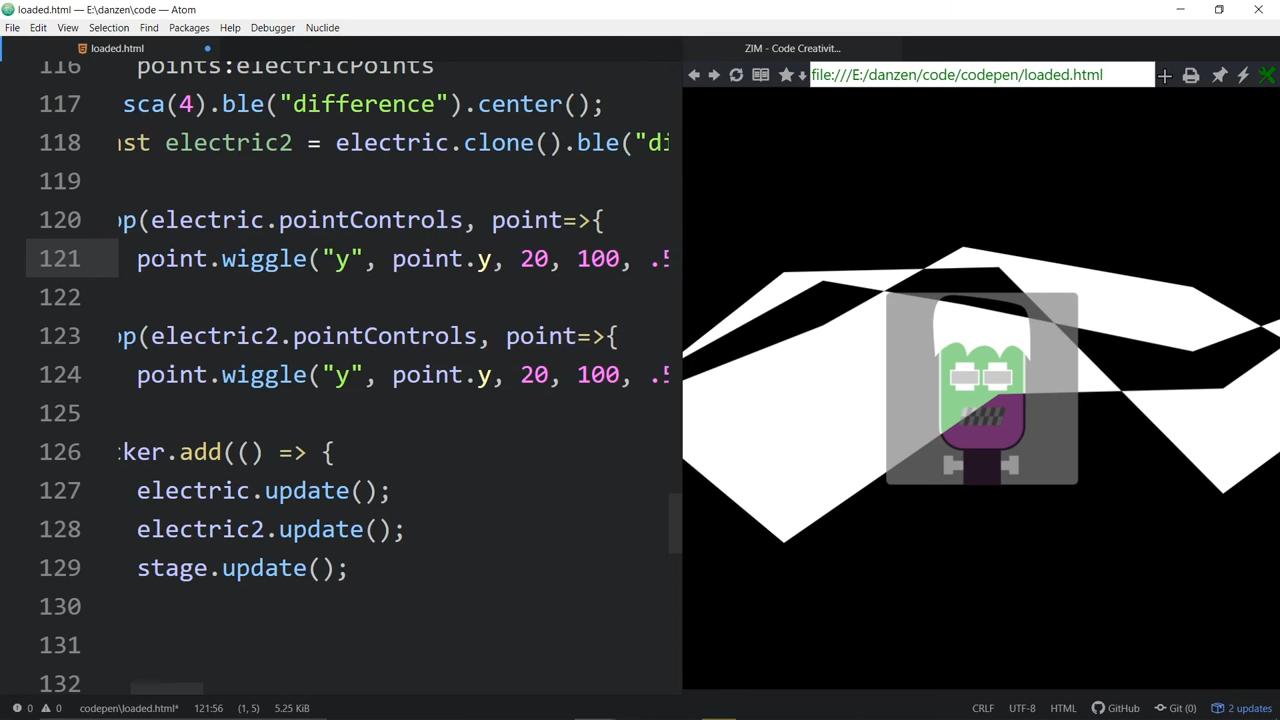 loaded.html — E:\danzen\code — Atom
File Edit View Selection Find Packages Help Debugger Nuclide
loaded.html
ZIM - Code Creativit...
file:///E:/danzen/code/codepen/loaded.html
116 points:electricPoints
117 sca(4).ble("difference").center();
118 nst electric2 = electric.clone().ble("di
119
120 op(electric.pointControls, point=>{
121 point.wiggle("y", point.y, 20, 100, .5
122
123 op(electric2.pointControls, point=>{
124 point.wiggle("y", point.y, 20, 100, .5
125
126 ker.add(() => {
127 electric.update();
128 electric2.update();
129 stage.update();
130
131
132
0 0 codepen\loaded.html* 121:56 (1, 5) 5.25 KiB CRLF UTF-8 HTML GitHub Git (0) 2 updates